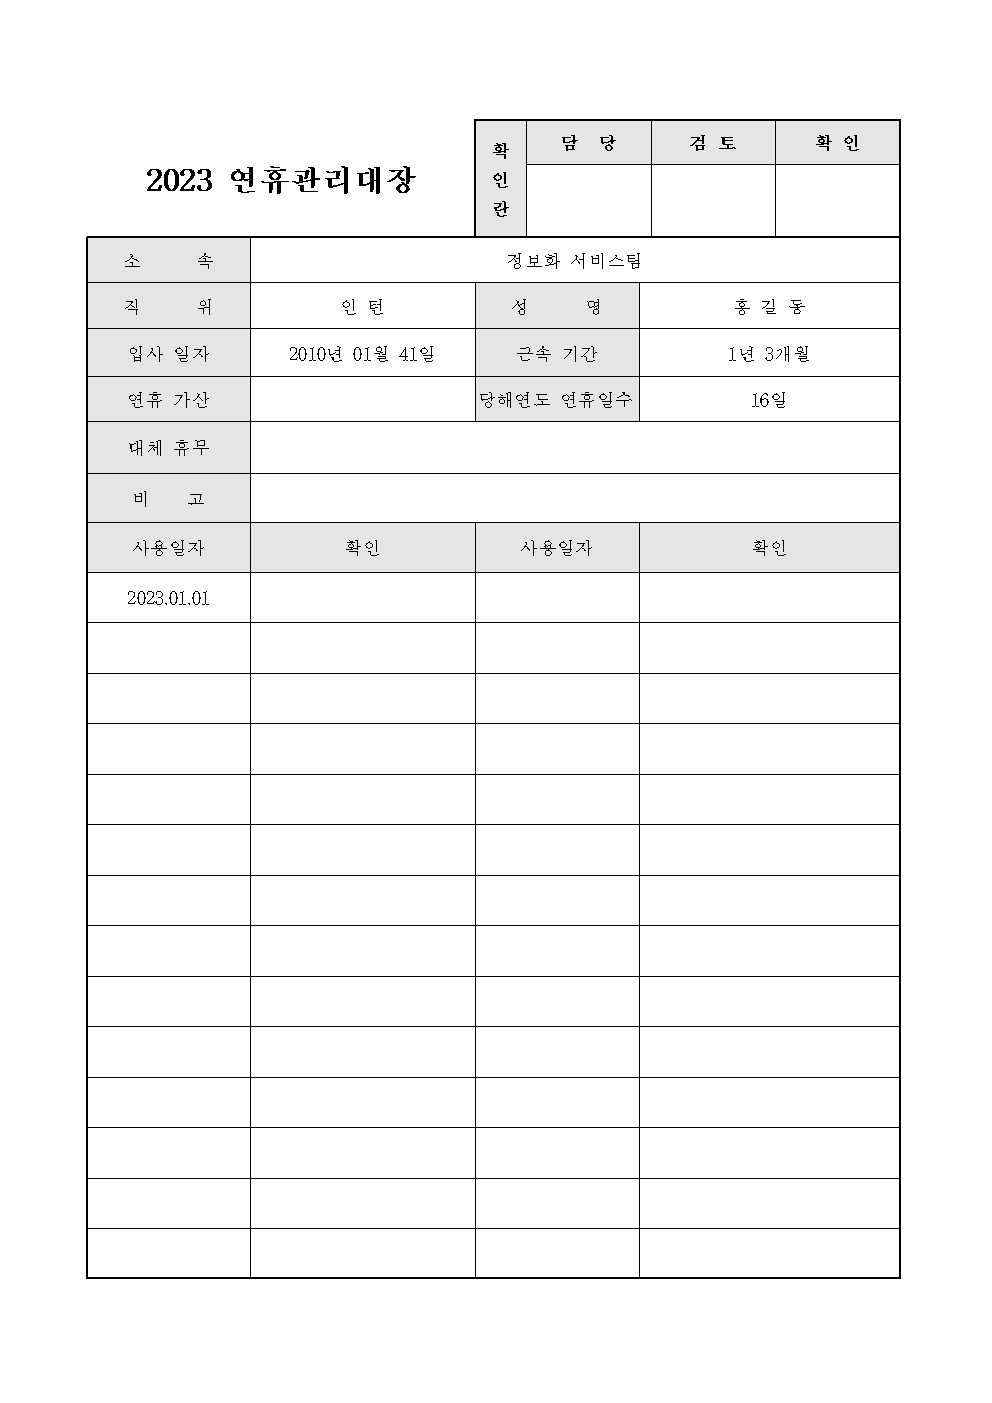 2023 연휴관리대장
확인란
담 당 검 토 확 인
소 속 정보화 서비스팀
직 위 인 턴 성 명 홍 길 동
입사 일자 2010년 01월 41일 근속 기간 1년 3개월
연휴 가산 당해연도 연휴일수 16일
대체 휴무
비 고
사용일자 확인 사용일자 확인
2023.01.01